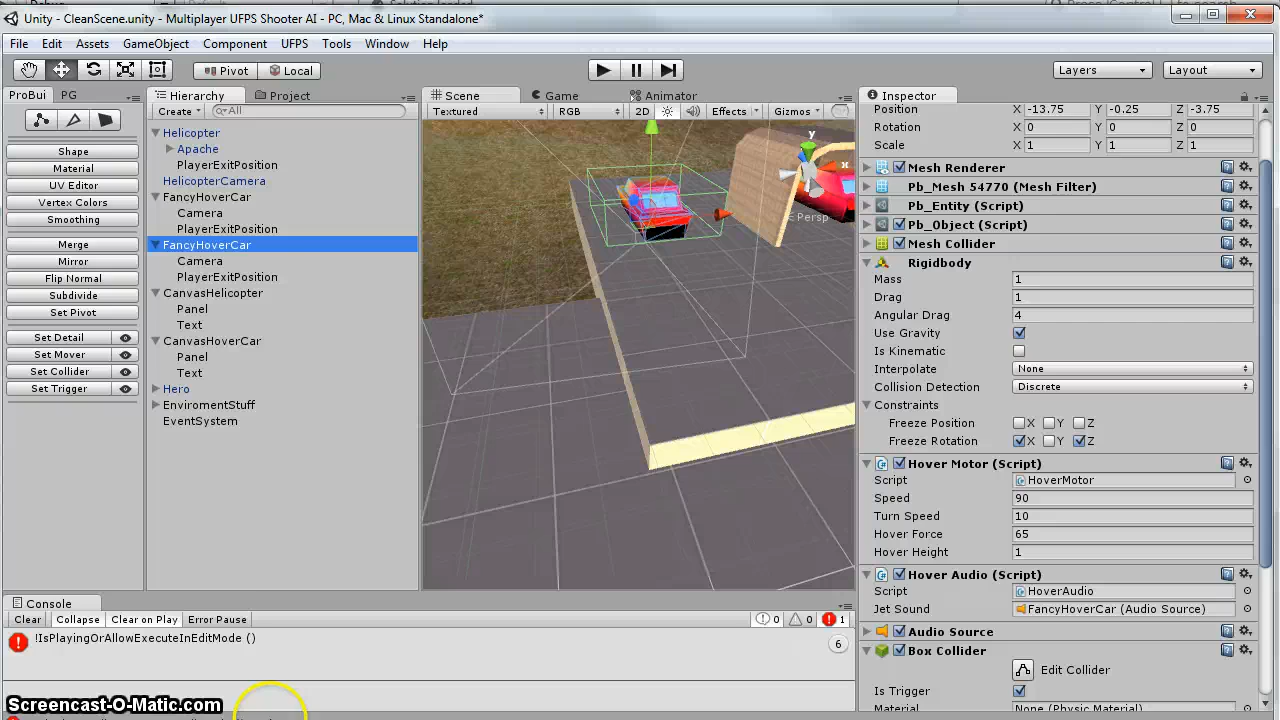 Unity - CleanScene.unity - Multiplayer UFPS Shooter AI - PC, Mac & Linux Standalone*
File Edit Assets GameObject Component UFPS Tools Window Help
Pivot Local Layers Layout
ProBui PG
Shape
Material
UV Editor
Vertex Colors
Smoothing
Merge
Mirror
Flip Normal
Subdivide
Set Pivot
Set Detail
Set Mover
Set Collider
Set Trigger
Hierarchy Project
Create All
Helicopter
Apache
PlayerExitPosition
HelicopterCamera
FancyHoverCar
Camera
PlayerExitPosition
FancyHoverCar
Camera
PlayerExitPosition
CanvasHelicopter
Panel
Text
CanvasHoverCar
Panel
Text
Hero
EnviromentStuff
EventSystem
Scene Game Animator
Textured RGB 2D Effects Gizmos
y
x
Persp
Inspector
Position X -13.75 Y -0.25 Z -3.75
Rotation X 0 Y 0 Z 0
Scale X 1 Y 1 Z 1
Mesh Renderer
Pb_Mesh 54770 (Mesh Filter)
Pb_Entity (Script)
Pb_Object (Script)
Mesh Collider
Rigidbody
Mass 1
Drag 1
Angular Drag 4
Use Gravity
Is Kinematic
Interpolate None
Collision Detection Discrete
Constraints
Freeze Position X Y Z
Freeze Rotation X Y Z
Hover Motor (Script)
Script HoverMotor
Speed 90
Turn Speed 10
Hover Force 65
Hover Height 1
Hover Audio (Script)
Script HoverAudio
Jet Sound FancyHoverCar (Audio Source)
Audio Source
Box Collider
Edit Collider
Is Trigger
Material None (Physic Material)
Console
Clear Collapse Clear on Play Error Pause 0 0 1
!IsPlayingOrAllowExecuteInEditMode () 6
Screencast-O-Matic.com